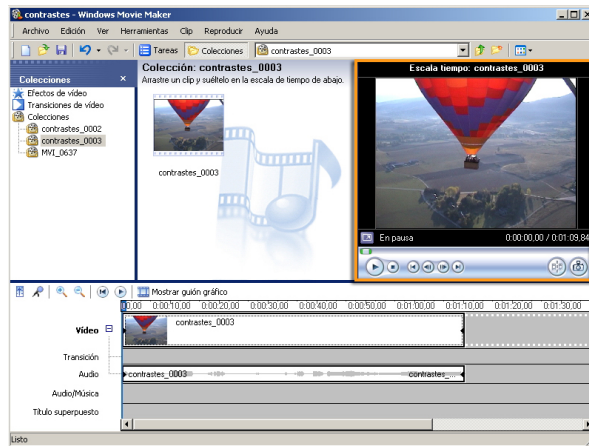 contrastes - Windows Movie Maker
Archivo Edición Ver Herramientas Clip Reproducir Ayuda
Tareas Colecciones contrastes_0003
Colecciones
Efectos de vídeo
Transiciones de vídeo
Colecciones
contrastes_0002
contrastes_0003
MVI_0637
Colección: contrastes_0003
Arrastre un clip y suéltelo en la escala de tiempo de abajo.
contrastes_0003
Escala tiempo: contrastes_0003
En pausa 0:00:00,00 / 0:01:09,84
Mostrar guión gráfico
00,00 0:00:10,00 0:00:20,00 0:00:30,00 0:00:40,00 0:00:50,00 0:01:00,00 0:01:10,00 0:01:20,00 0:01:30,00
Vídeo contrastes_0003
Transición
Audio contrastes_0003 contrastes_...
Audio/Música
Título superpuesto
Listo